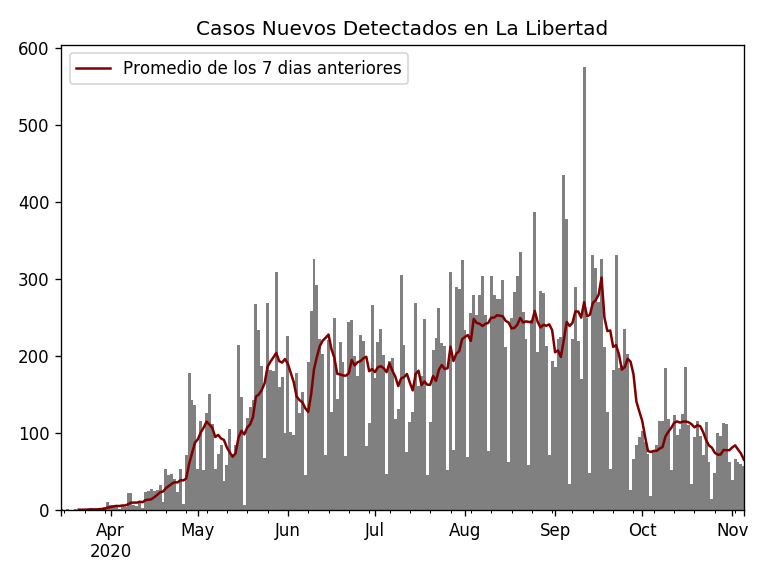 Casos Nuevos Detectados en La Libertad
Promedio de los 7 dias anteriores
600
500
400
300
200
100
0
Apr May Jun Jul Aug Sep Oct Nov
2020